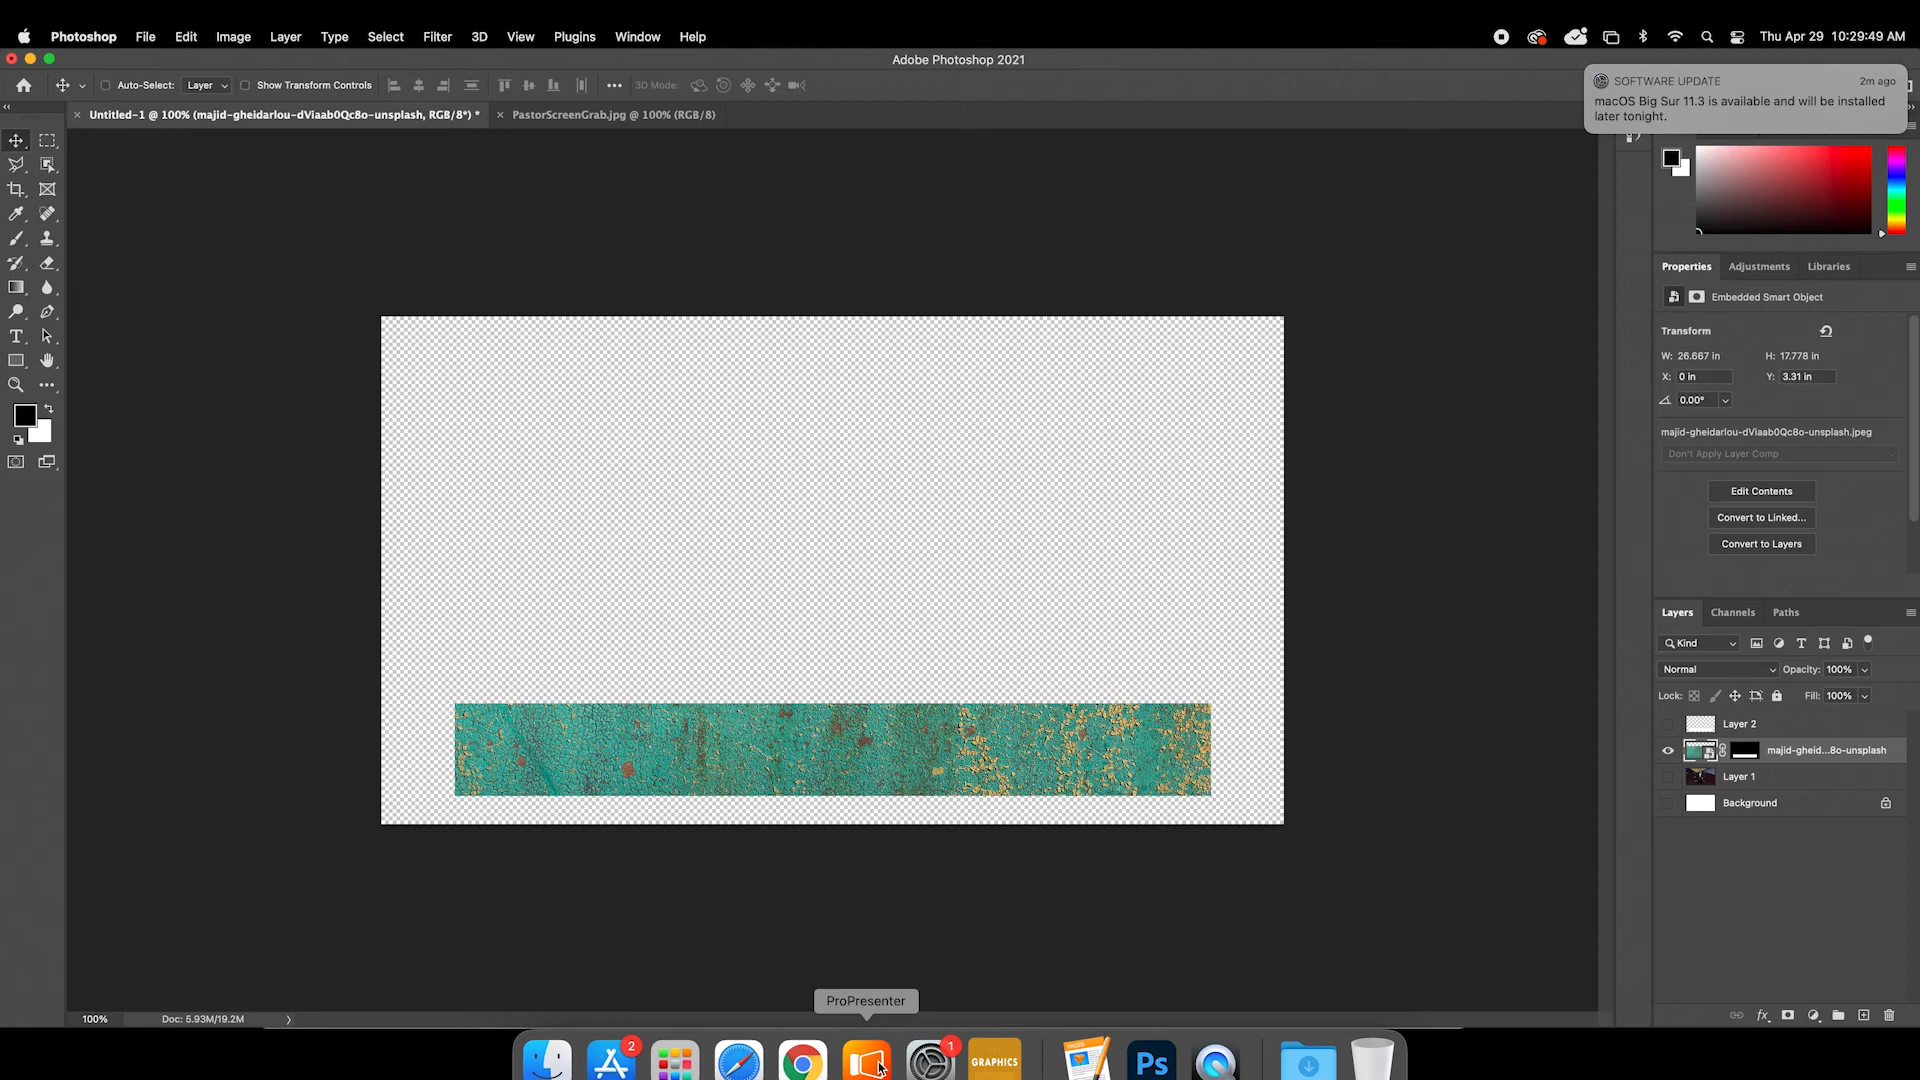 Photoshop File Edit Image Layer Type Select Filter 3D View Plugins Window Help Thu Apr 29 10:29:49 AM
Adobe Photoshop 2021
Auto-Select: Layer Show Transform Controls 3D Mode:
SOFTWARE UPDATE 2m ago
macOS Big Sur 11.3 is available and will be installed
later tonight.
Untitled-1 @ 100% (majid-gheidarlou-dViaab0Qc8o-unsplash, RGB/8*) *
PastorScreenGrab.jpg @ 100% (RGB/8)
Properties Adjustments Libraries
Embedded Smart Object
Transform
W: 26.667 in H: 17.778 in
X: 0 in Y: 3.31 in
0.00°
majid-gheidarlou-dViaab0Qc8o-unsplash.jpeg
Don't Apply Layer Comp
Edit Contents
Convert to Linked...
Convert to Layers
Layers Channels Paths
Kind
Normal Opacity: 100%
Lock: Fill: 100%
Layer 2
majid-gheid...8o-unsplash
Layer 1
Background
ProPresenter
100% Doc: 5.93M/19.2M
2
1
GRAPHICS
PAGES
Ps